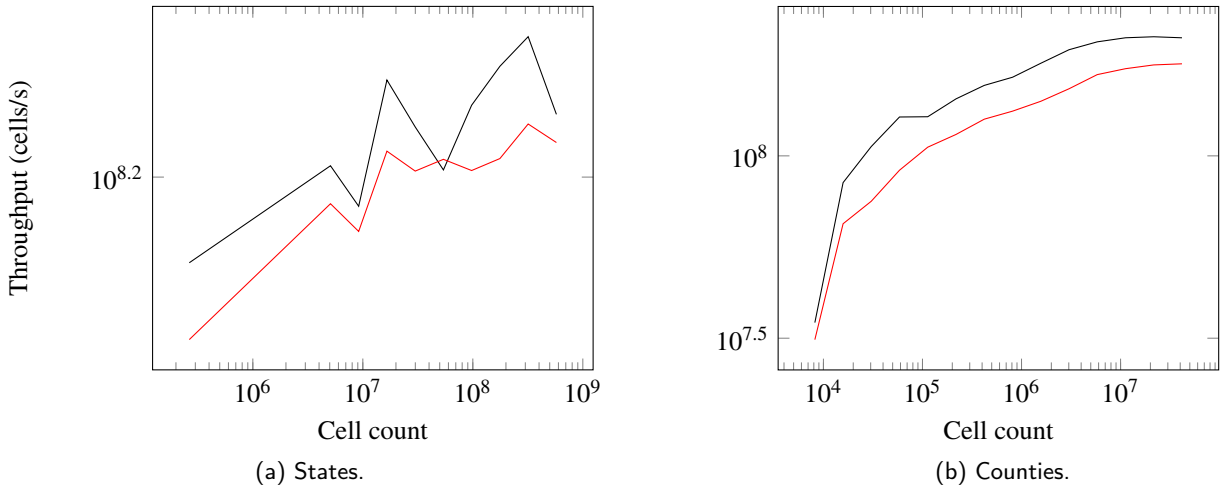 Throughput (cells/s)
10^8.2
10^6 10^7 10^8 10^9
Cell count
(a) States.
10^8
10^7.5
10^4 10^5 10^6 10^7
Cell count
(b) Counties.